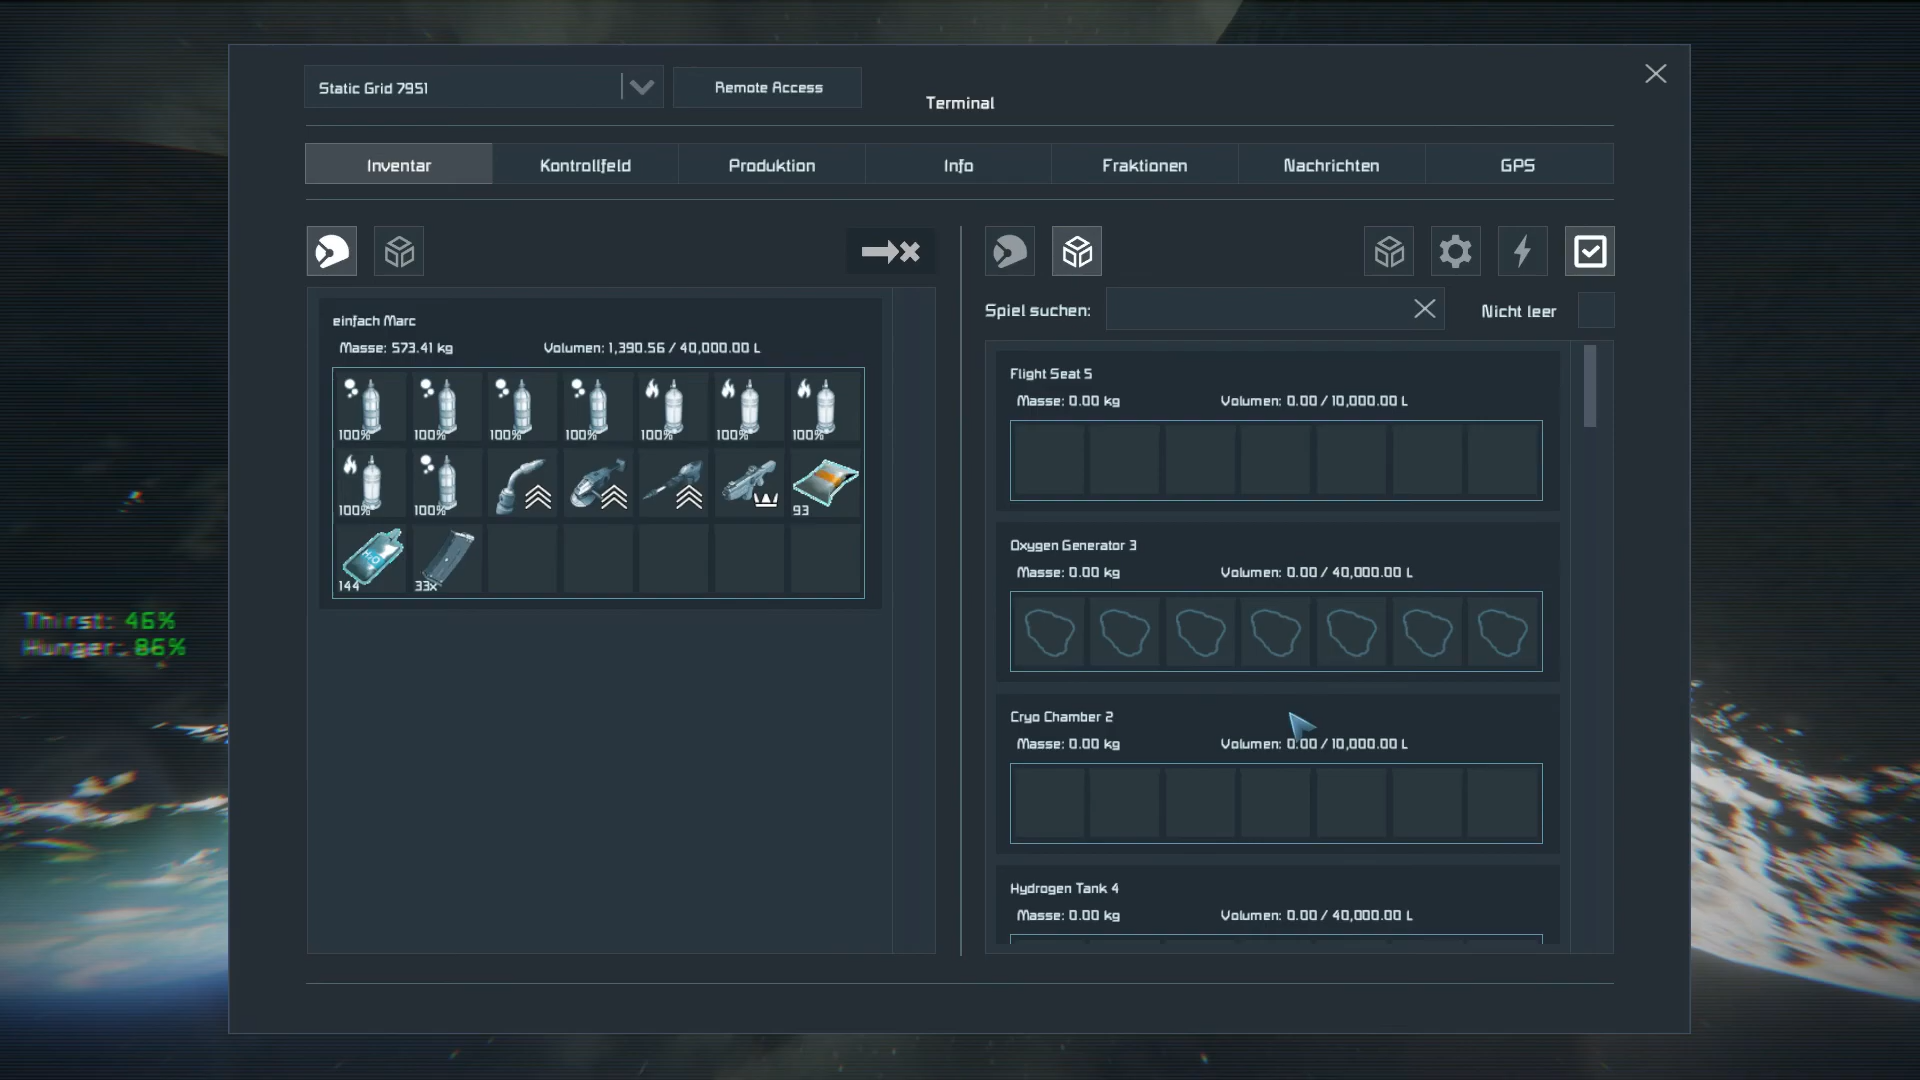 Static Grid 7951
Remote Access
Terminal
Inventar
Kontrollfeld
Produktion
Info
Fraktionen
Nachrichten
GPS
Spiel suchen:
Nicht leer
einfach Marc
Masse: 573.41 kg
Volumen: 1,390.56 / 40,000.00 L
100%
100%
100%
100%
100%
100%
100%
100%
100%
93
H2O
144
33x
Flight Seat 5
Masse: 0.00 kg
Volumen: 0.00 / 10,000.00 L
Oxygen Generator 3
Masse: 0.00 kg
Volumen: 0.00 / 40,000.00 L
Cryo Chamber 2
Masse: 0.00 kg
Volumen: 0.00 / 10,000.00 L
Hydrogen Tank 4
Masse: 0.00 kg
Volumen: 0.00 / 40,000.00 L
Thirst: 46%
Hunger: 86%